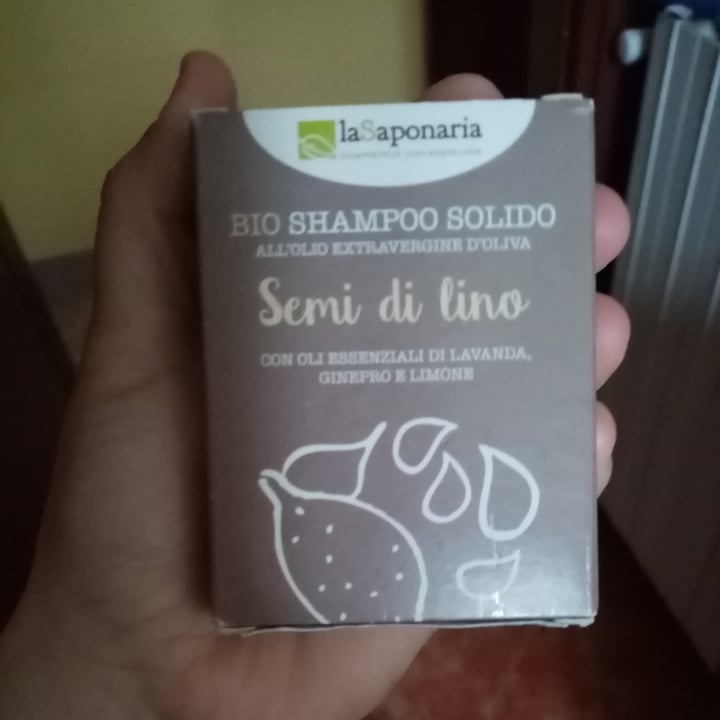 laSaponaria
BIO SHAMPOO SOLIDO
ALL'OLIO EXTRAVERGINE D'OLIVA
Semi di lino
CON OLI ESSENZIALI DI LAVANDA,
GINEPRO E LIMONE